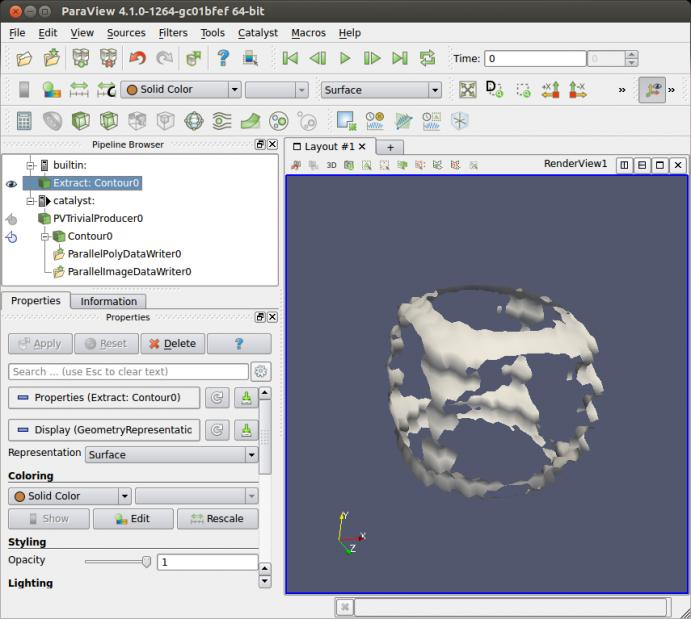 ParaView 4.1.0-1264-gc01bfef 64-bit
File Edit View Sources Filters Tools Catalyst Macros Help
Time: 0 0
Solid Color Surface » »
Pipeline Browser
builtin:
Extract: Contour0
catalyst:
PVTrivialProducer0
Contour0
ParallelPolyDataWriter0
ParallelImageDataWriter0
Properties Information
Properties
Apply Reset Delete ?
Search ... (use Esc to clear text)
Properties (Extract: Contour0)
Display (GeometryRepresentatic
Representation Surface
Coloring
Solid Color
Show Edit Rescale
Styling
Opacity 1
Lighting
Layout #1 X +
3D RenderView1
Y
X
Z